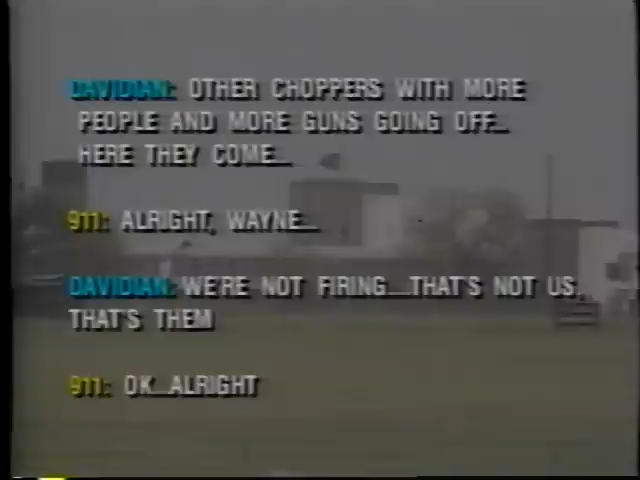 DAVIDIAN: OTHER CHOPPERS WITH MORE
PEOPLE AND MORE GUNS GOING OFF...
HERE THEY COME...
911: ALRIGHT, WAYNE...
DAVIDIAN: WE'RE NOT FIRING....THAT'S NOT US,
THAT'S THEM
911: OK...ALRIGHT